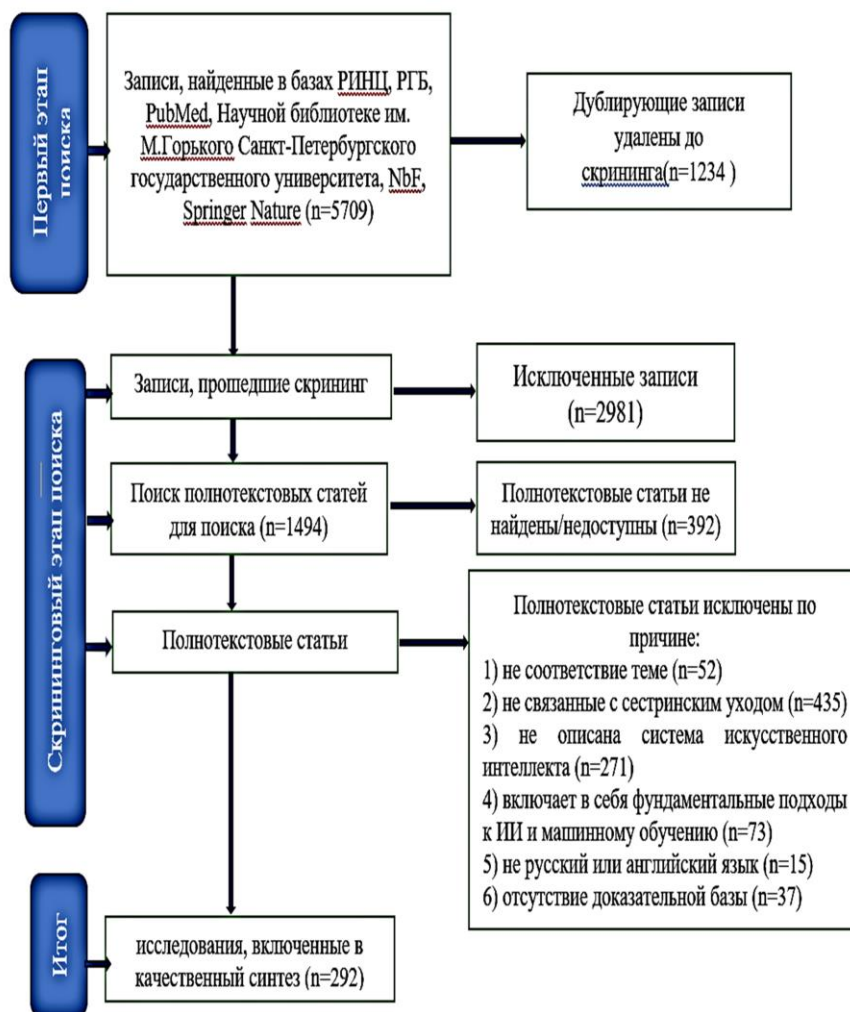 Первый этап
поиска
Записи, найденные в базах РИНЦ, РГБ,
PubMed, Научной библиотеке им.
М.Горького Санкт-Петербургского
государственного университета, NbF,
Springer Nature (n=5709)
Дублирующие записи
удалены до
скрининга(n=1234 )
Скрининговый этап поиска
Записи, прошедшие скрининг
Исключенные записи
(n=2981)
Поиск полнотекстовых статей
для поиска (n=1494)
Полнотекстовые статьи не
найдены/недоступны (n=392)
Полнотекстовые статьи
Полнотекстовые статьи исключены по
причине:
1) не соответствие теме (n=52)
2) не связанные с сестринским уходом (n=435)
3) не описана система искусственного
интеллекта (n=271)
4) включает в себя фундаментальные подходы
к ИИ и машинному обучению (n=73)
5) не русский или английский язык (n=15)
6) отсутствие доказательной базы (n=37)
Итог
исследования, включенные в
качественный синтез (n=292)